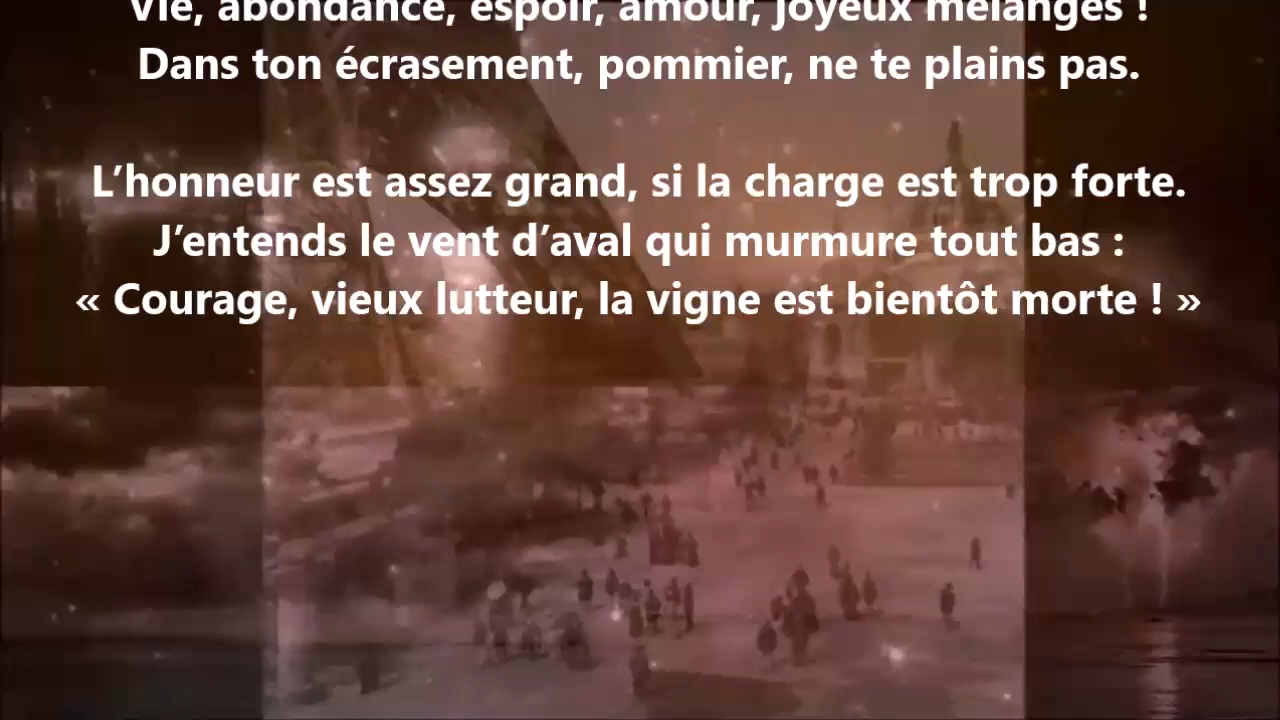 Vie, abondance, espoir, amour, joyeux mélanges !
Dans ton écrasement, pommier, ne te plains pas.
L’honneur est assez grand, si la charge est trop forte.
J’entends le vent d’aval qui murmure tout bas :
« Courage, vieux lutteur, la vigne est bientôt morte ! »